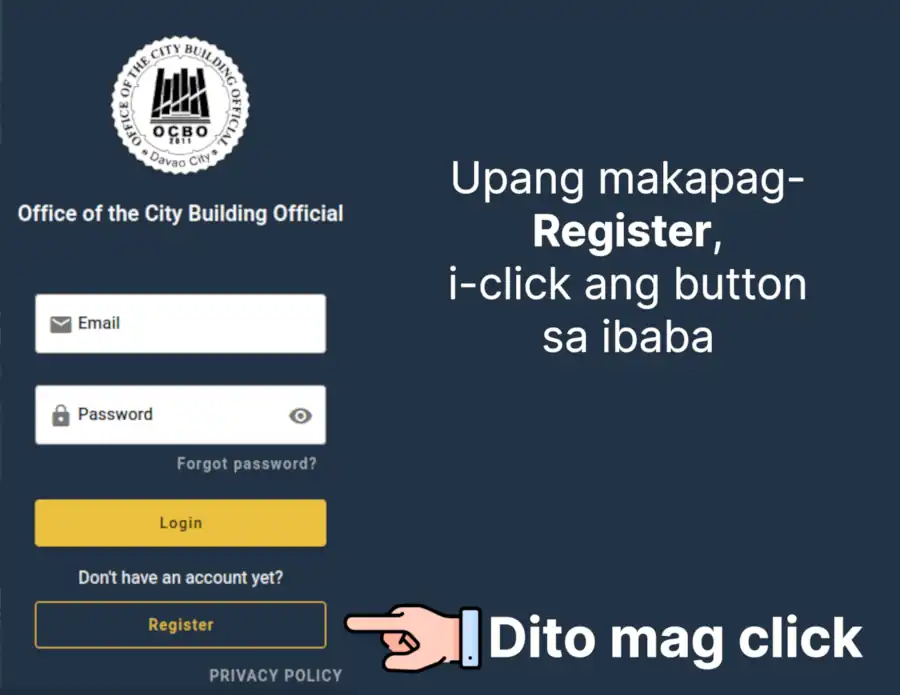 OFFICE OF THE CITY BUILDING OFFICIAL
OCBO
2011
Davao City
Office of the City Building Official
Email
Password
Forgot password?
Login
Don't have an account yet?
Register
PRIVACY POLICY
Upang makapag-
Register,
i-click ang button
sa ibaba
Dito mag click